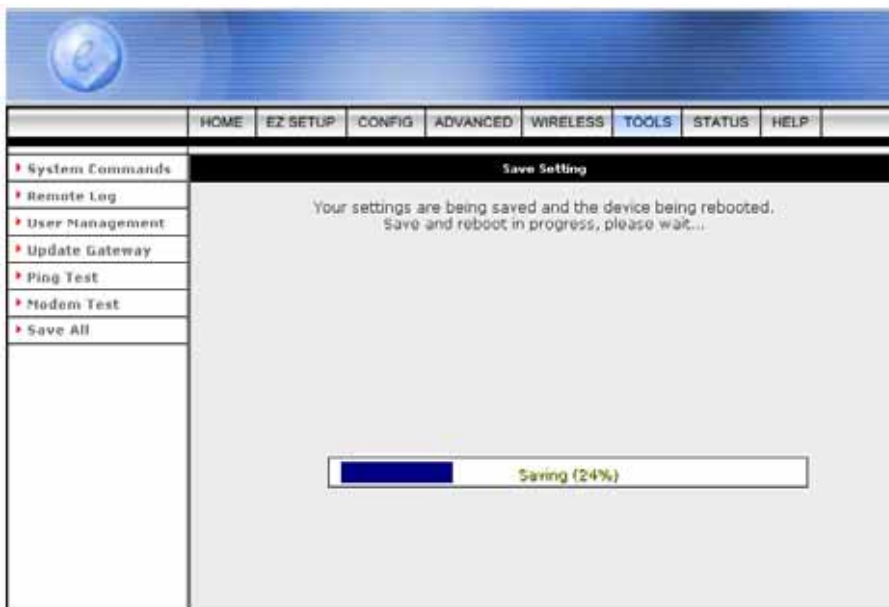 e
HOME EZ SETUP CONFIG ADVANCED WIRELESS TOOLS STATUS HELP
System Commands
Remote Log
User Management
Update Gateway
Ping Test
Modem Test
Save All
Save Setting
Your settings are being saved and the device being rebooted.
Save and reboot in progress, please wait...
Saving (24%)